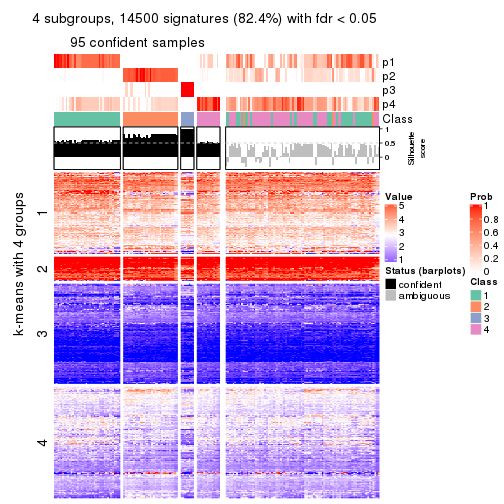 4 subgroups, 14500 signatures (82.4%) with fdr < 0.05
95 confident samples
p1
p2
p3
p4
Class
1
0.5
0
Silhouette
score
k-means with 4 groups
1
2
3
4
Value
5
4
3
2
1
Status (barplots)
confident
ambiguous
Prob
1
0.8
0.6
0.4
0.2
0
Class
1
2
3
4